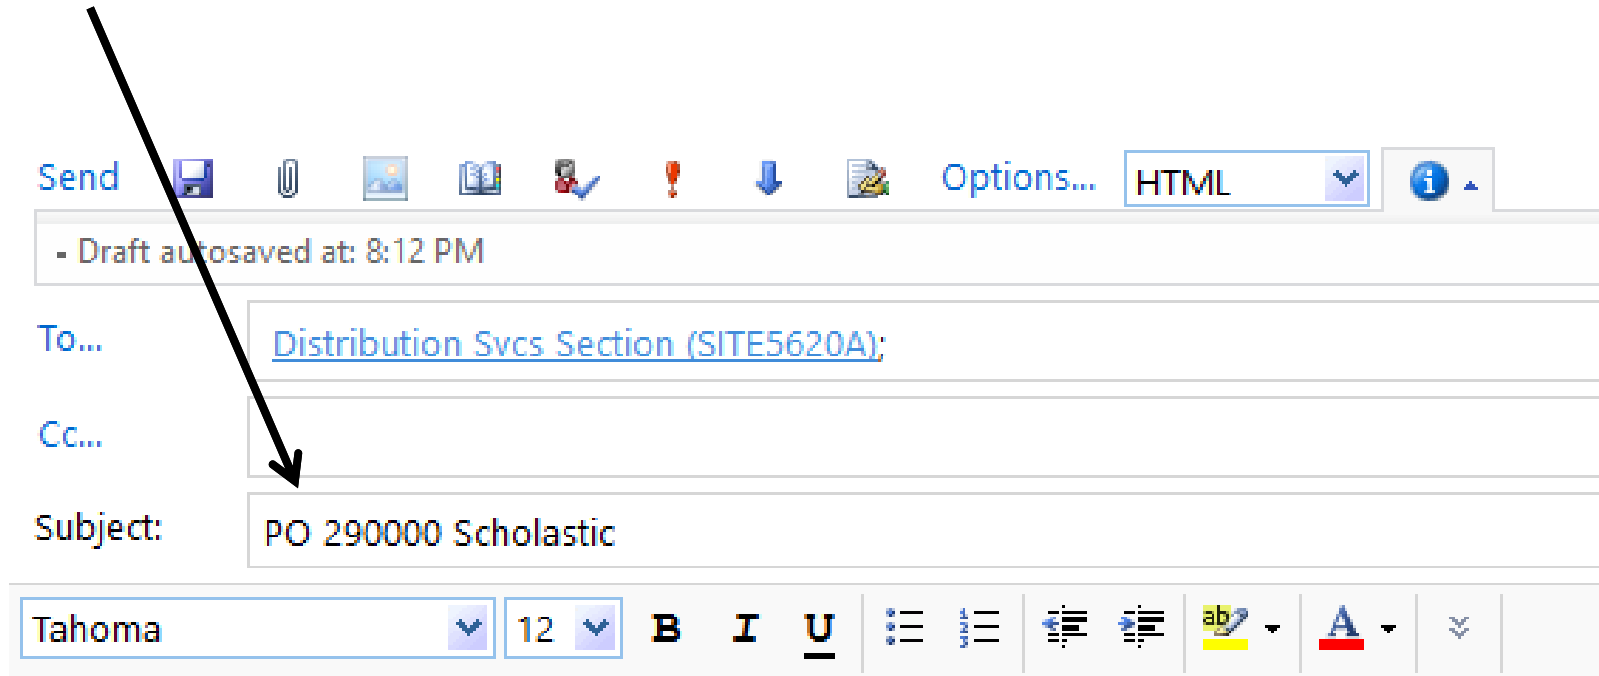 Send Options... HTML
- Draft autosaved at: 8:12 PM
To... Distribution Svcs Section (SITE5620A);
Cc...
Subject: PO 290000 Scholastic
Tahoma 12 B I U ab A